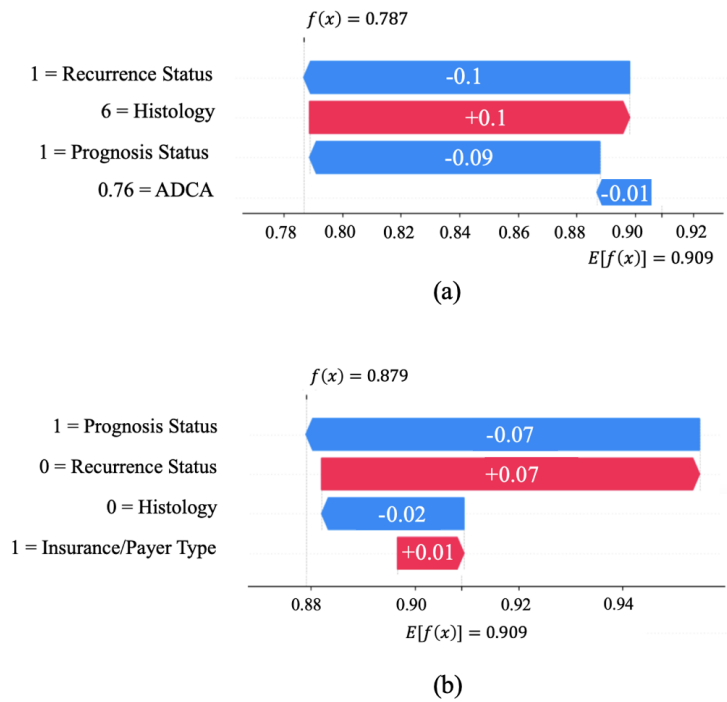 f(x) = 0.787
1 = Recurrence Status
-0.1
6 = Histology
+0.1
1 = Prognosis Status
-0.09
0.76 = ADCA
-0.01
0.78 0.80 0.82 0.84 0.86 0.88 0.90 0.92
E[f(x)] = 0.909
(a)
f(x) = 0.879
1 = Prognosis Status
-0.07
0 = Recurrence Status
+0.07
0 = Histology
-0.02
1 = Insurance/Payer Type
+0.01
0.88 0.90 0.92 0.94
E[f(x)] = 0.909
(b)